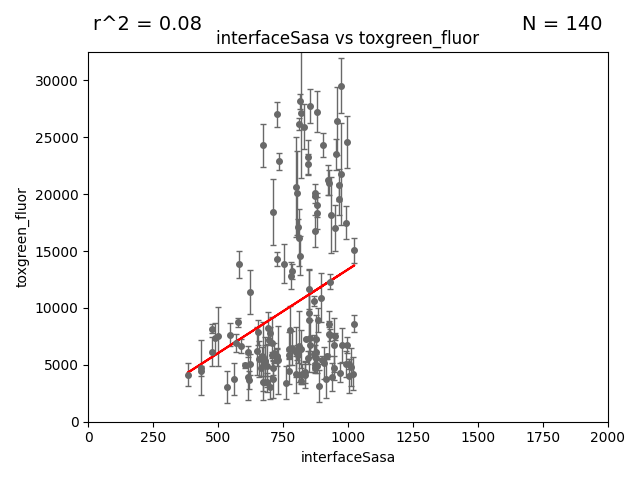 r^2 = 0.08
N = 140
interfaceSasa vs toxgreen_fluor
toxgreen_fluor
30000
25000
20000
15000
10000
5000
0
0 250 500 750 1000 1250 1500 1750 2000
interfaceSasa